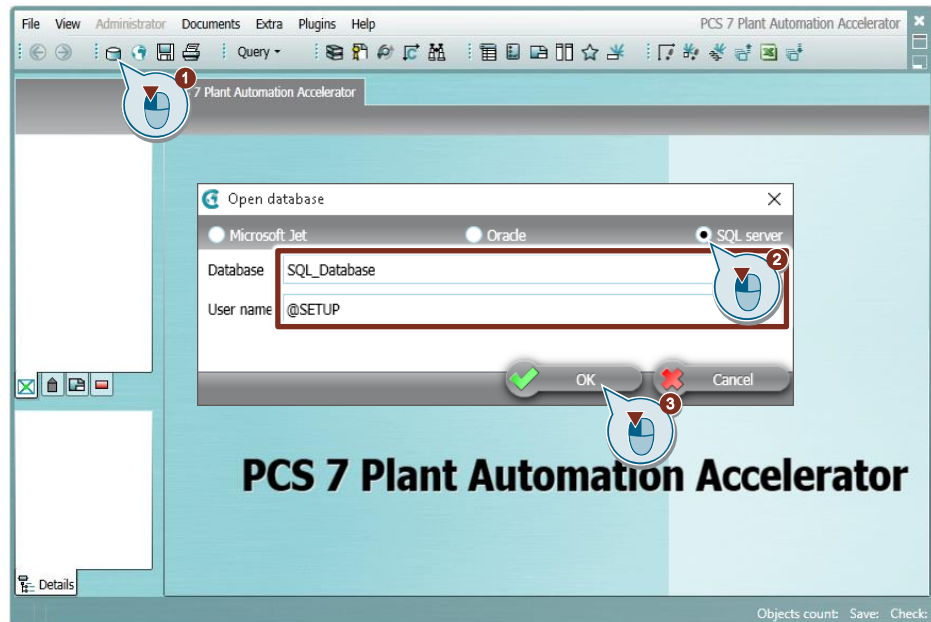 File View Administrator Documents Extra Plugins Help PCS 7 Plant Automation Accelerator
Query
1
7 Plant Automation Accelerator
Open database
Microsoft Jet Oracle SQL server
2
Database SQL_Database
User name @SETUP
OK Cancel
3
PCS 7 Plant Automation Accelerator
Details
Objects count: Save: Check: